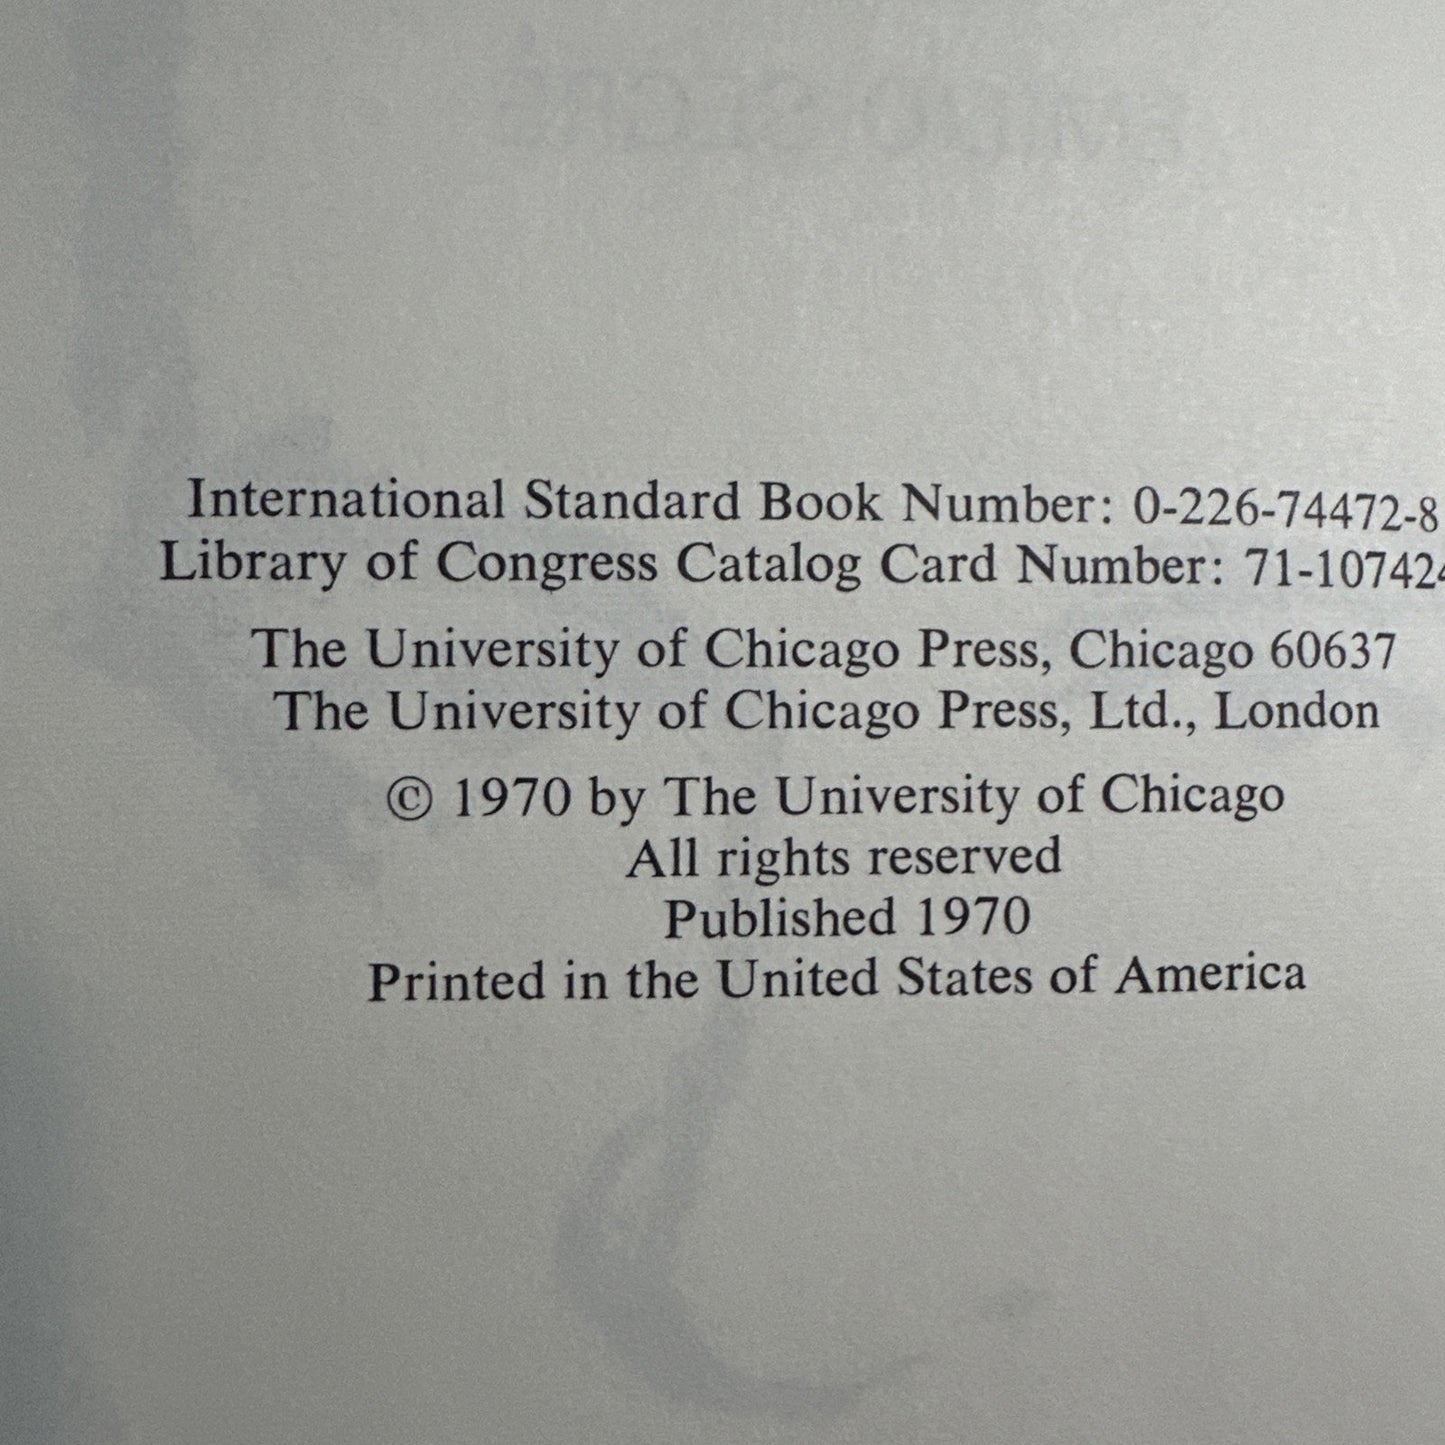 International Standard Book Number: 0-226-74472-8
Library of Congress Catalog Card Number: 71-107424
The University of Chicago Press, Chicago 60637
The University of Chicago Press, Ltd., London
© 1970 by The University of Chicago
All rights reserved
Published 1970
Printed in the United States of America